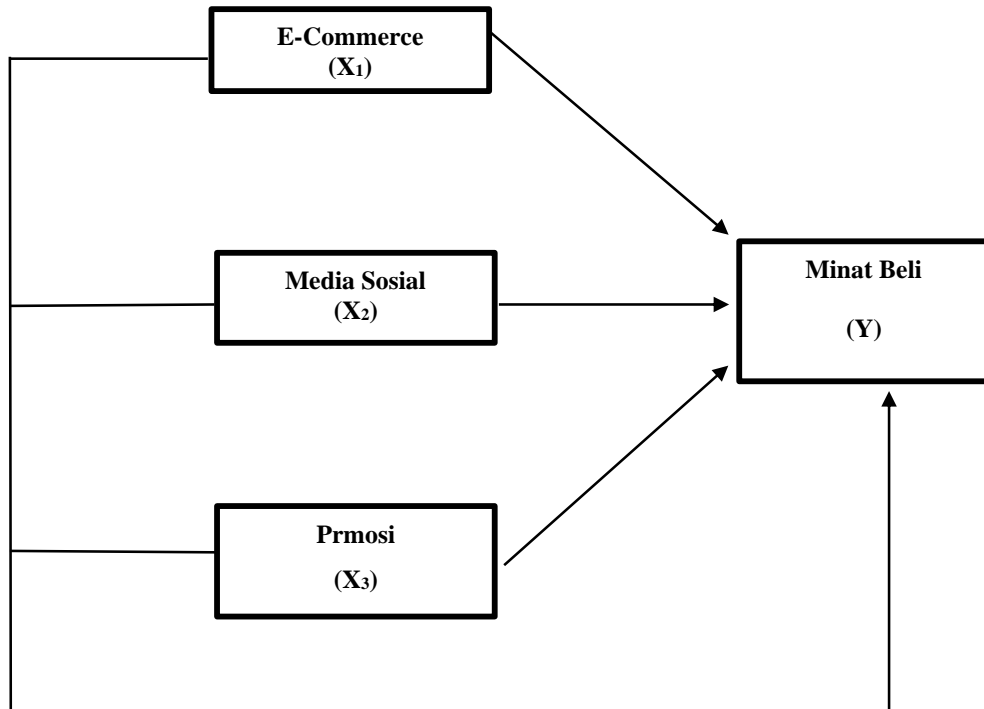 E-Commerce
(X₁)
Media Sosial
(X₂)
Minat Beli
(Y)
Prmosi
(X₃)